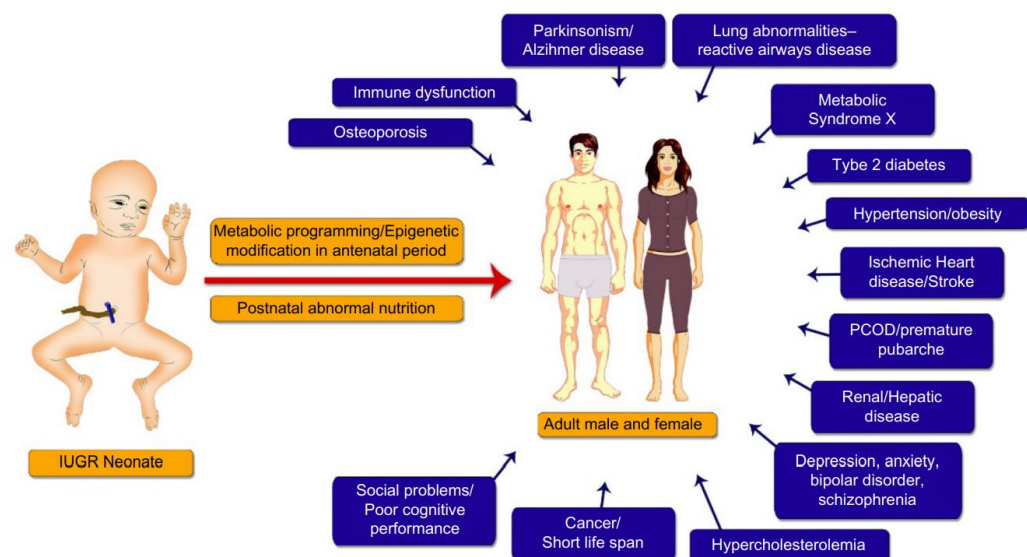 Parkinsonism/
Alzihmer disease
Lung abnormalities–
reactive airways disease
Immune dysfunction
Metabolic
Syndrome X
Osteoporosis
Tybe 2 diabetes
Metabolic programming/Epigenetic
modification in antenatal period
Hypertension/obesity
Postnatal abnormal nutrition
Ischemic Heart
disease/Stroke
PCOD/premature
pubarche
Renal/Hepatic
disease
Adult male and female
IUGR Neonate
Depression, anxiety,
bipolar disorder,
schizophrenia
Social problems/
Poor cognitive
performance
Cancer/
Short life span
Hypercholesterolemia